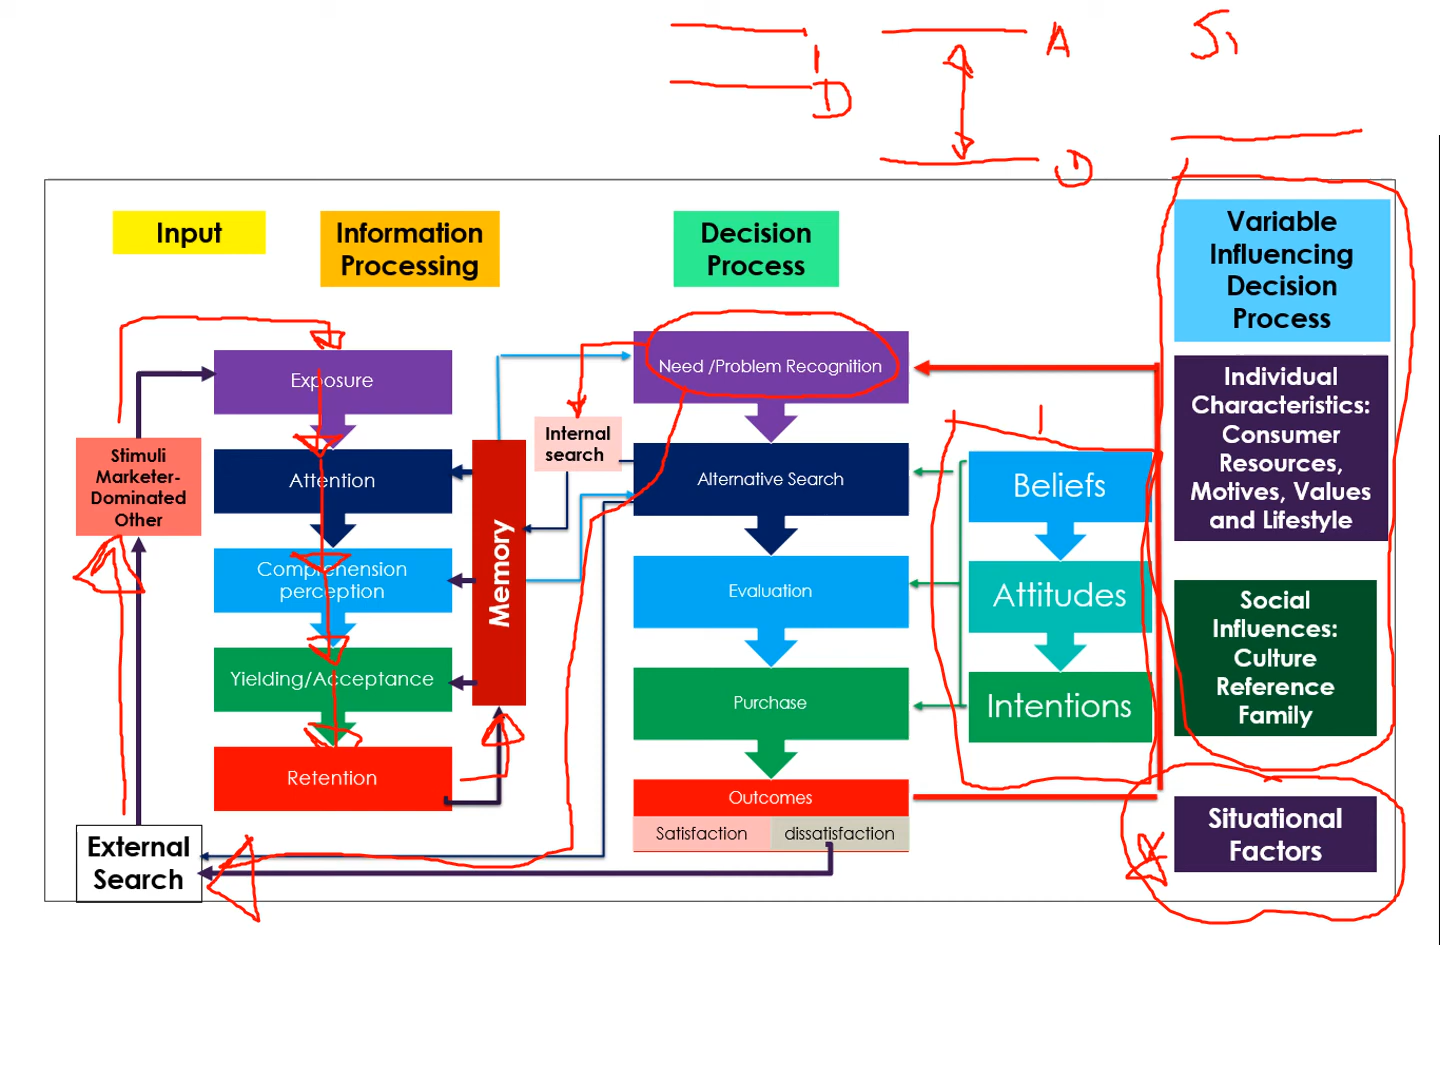 A
Si
D
D
Input
Information
Processing
Decision
Process
Variable
Influencing
Decision
Process
Exposure
Attention
Comprehension
perception
Yielding/Acceptance
Retention
Stimuli
Marketer-
Dominated
Other
External
Search
Memory
Internal
search
Need /Problem Recognition
Alternative Search
Evaluation
Purchase
Outcomes
Satisfaction
dissatisfaction
Beliefs
Attitudes
Intentions
Individual
Characteristics:
Consumer
Resources,
Motives, Values
and Lifestyle
Social
Influences:
Culture
Reference
Family
Situational
Factors